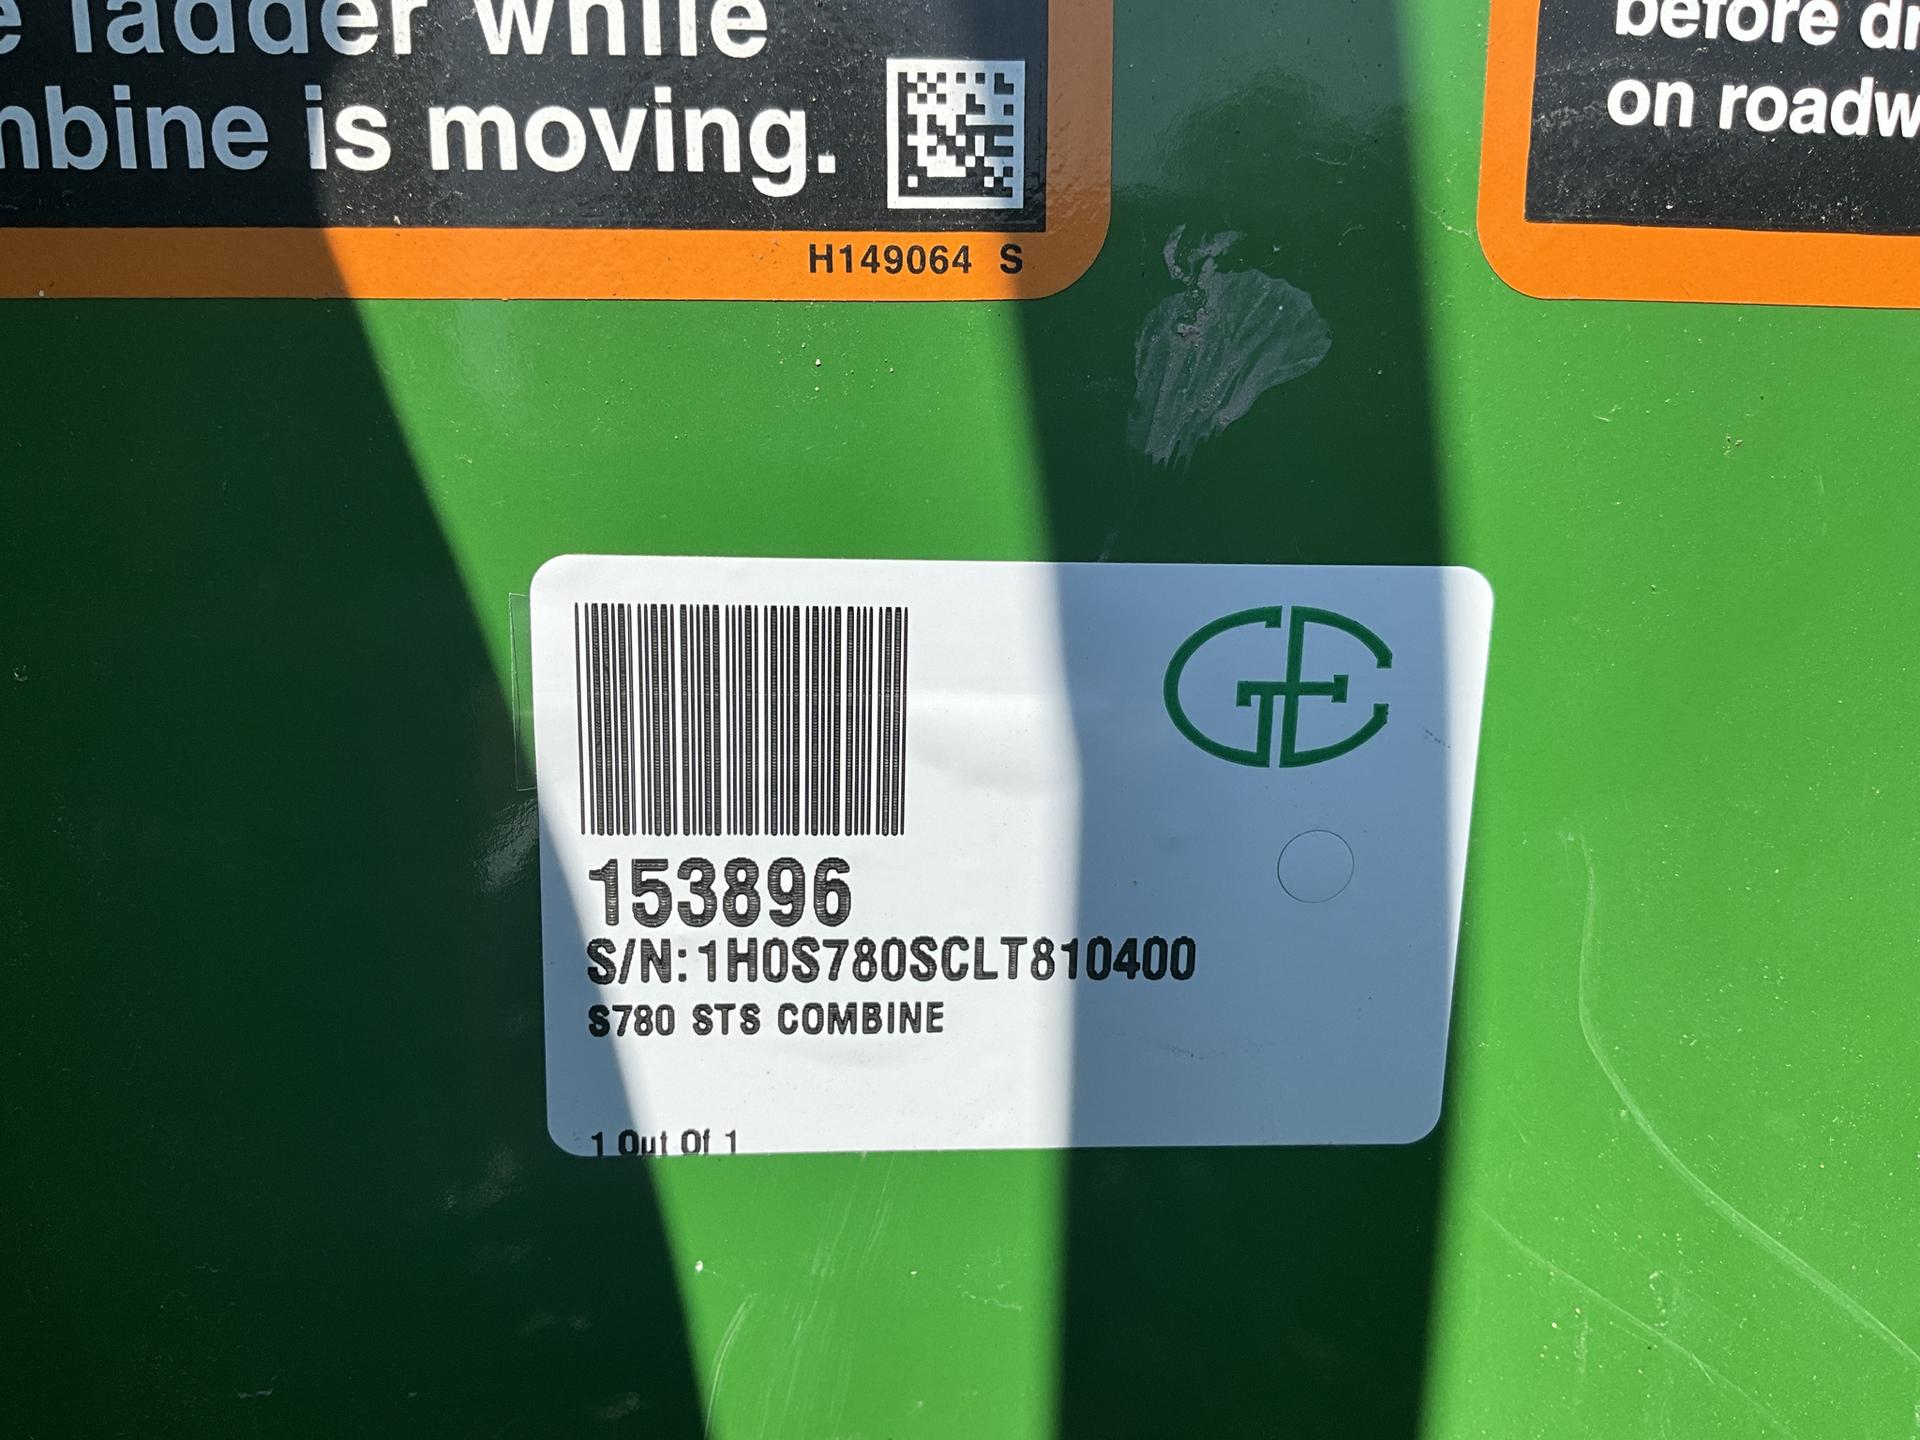 e ladder while
mbine is moving.
H149064 S
before dr
on roadw
GE
153896
S/N: 1H0S780SCLT810400
S780 STS COMBINE
1 Out Of 1